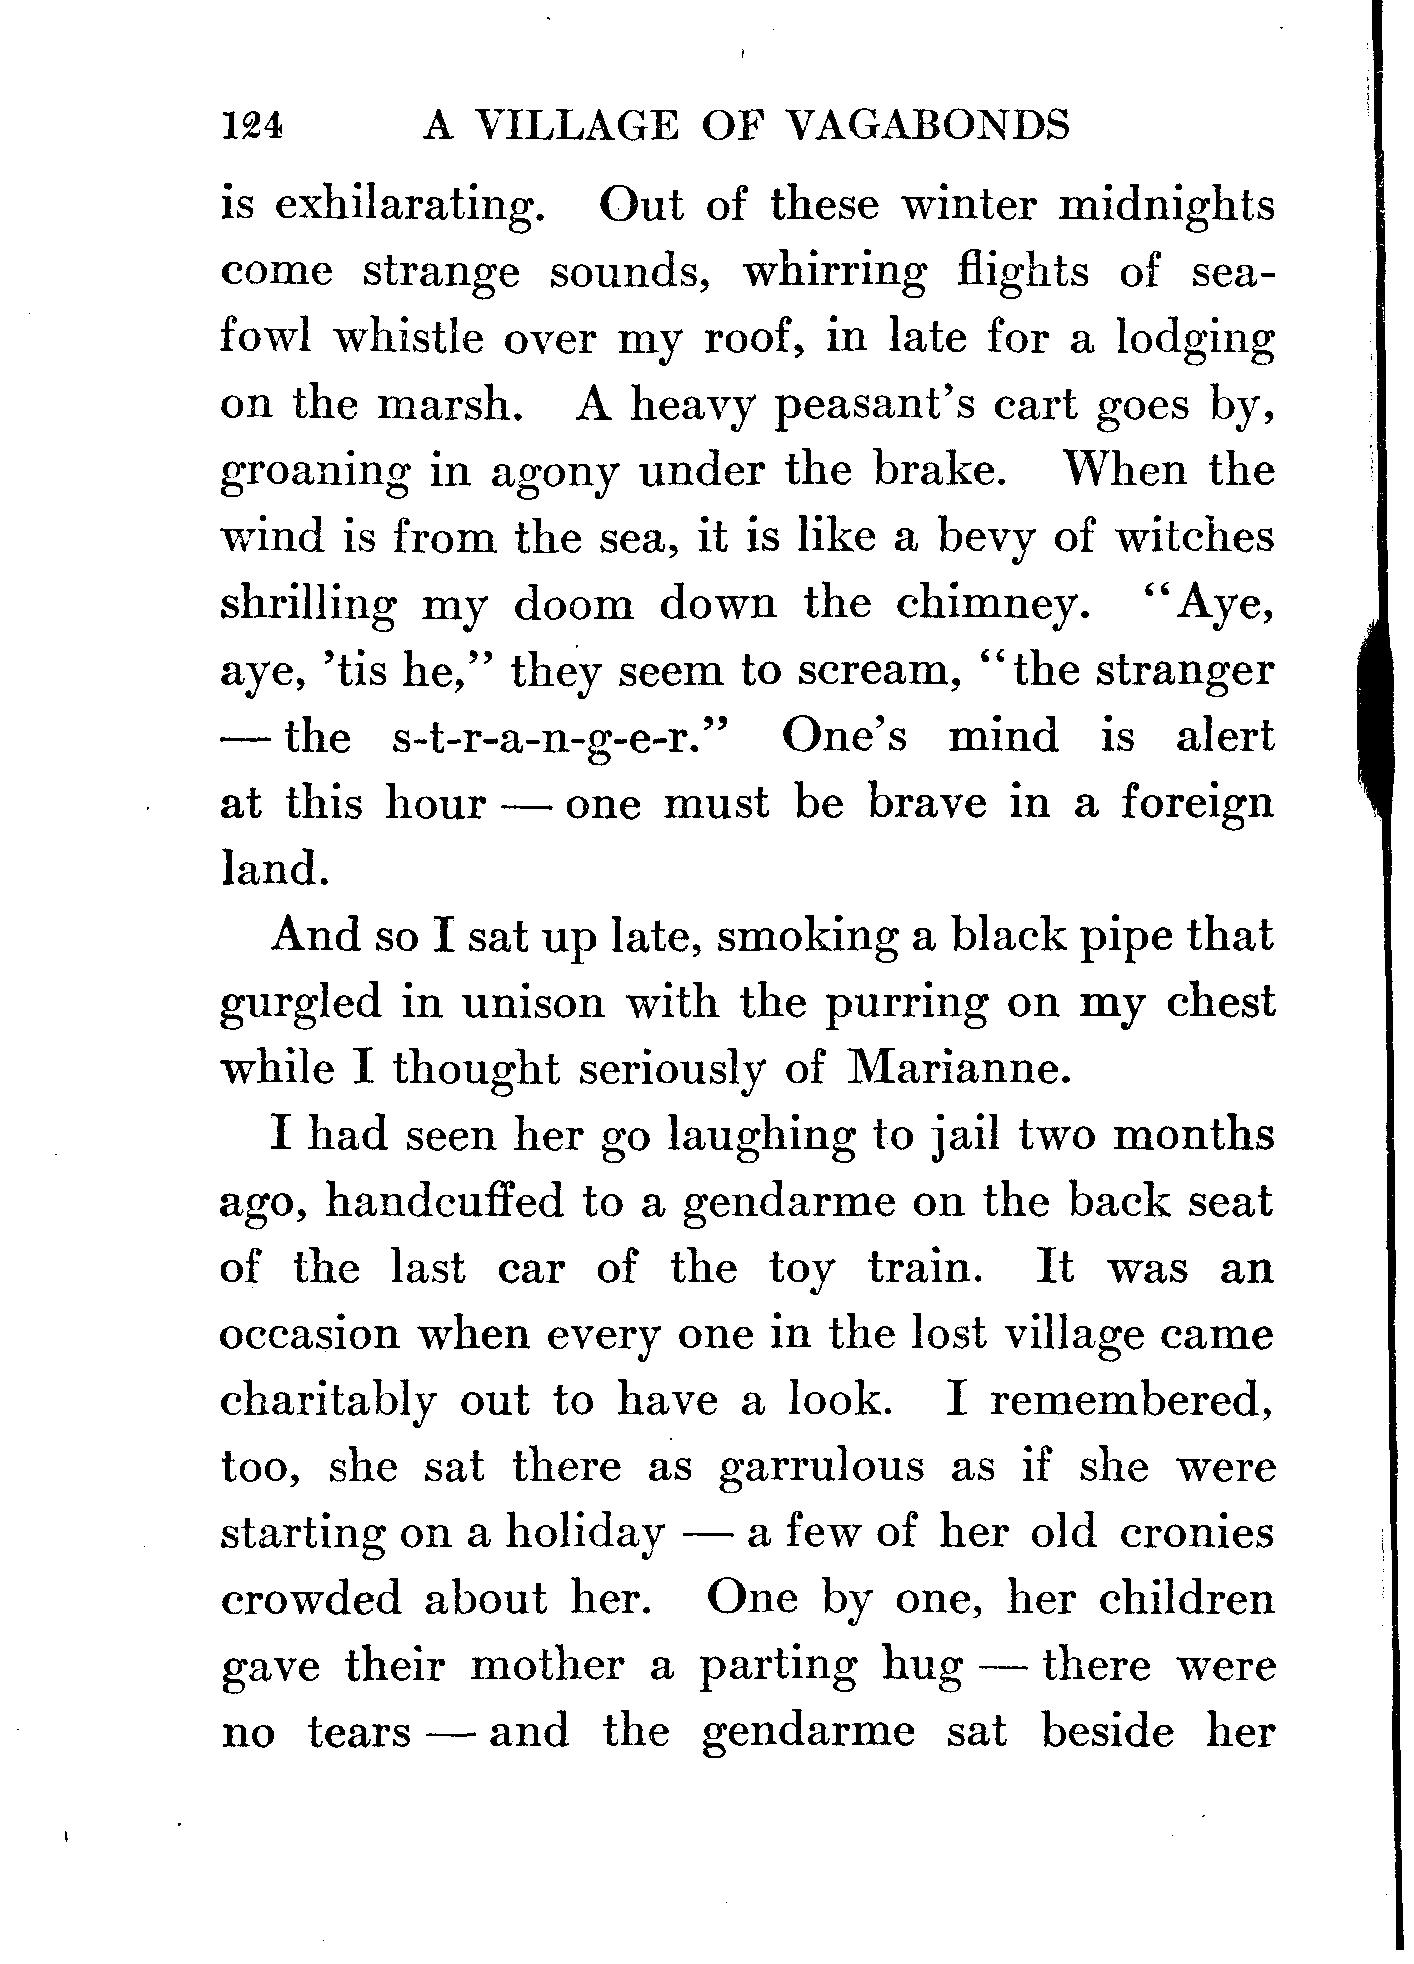 124 A VILLAGE OF VAGABONDS
is exhilarating. Out of these winter midnights
come strange sounds, whirring flights of sea-
fowl whistle over my roof, in late for a lodging
on the marsh. A heavy peasant's cart goes by,
groaning in agony under the brake. When the
wind is from the sea, it is like a bevy of witches
shrilling my doom down the chimney. “Aye,
aye, 'tis he,” they seem to scream, “the stranger
— the s-t-r-a-n-g-e-r.” One's mind is alert
at this hour — one must be brave in a foreign
land.
And so I sat up late, smoking a black pipe that
gurgled in unison with the purring on my chest
while I thought seriously of Marianne.
I had seen her go laughing to jail two months
ago, handcuffed to a gendarme on the back seat
of the last car of the toy train. It was an
occasion when every one in the lost village came
charitably out to have a look. I remembered,
too, she sat there as garrulous as if she were
starting on a holiday — a few of her old cronies
crowded about her. One by one, her children
gave their mother a parting hug — there were
no tears — and the gendarme sat beside her